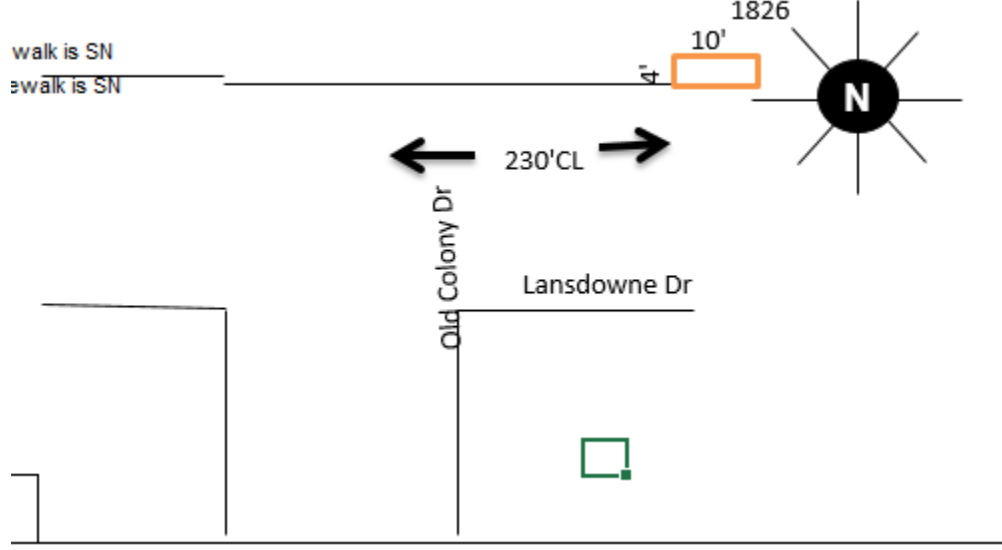 1826
10'
4'
walk is SN
ewalk is SN
N
230'CL
Old Colony Dr
Lansdowne Dr